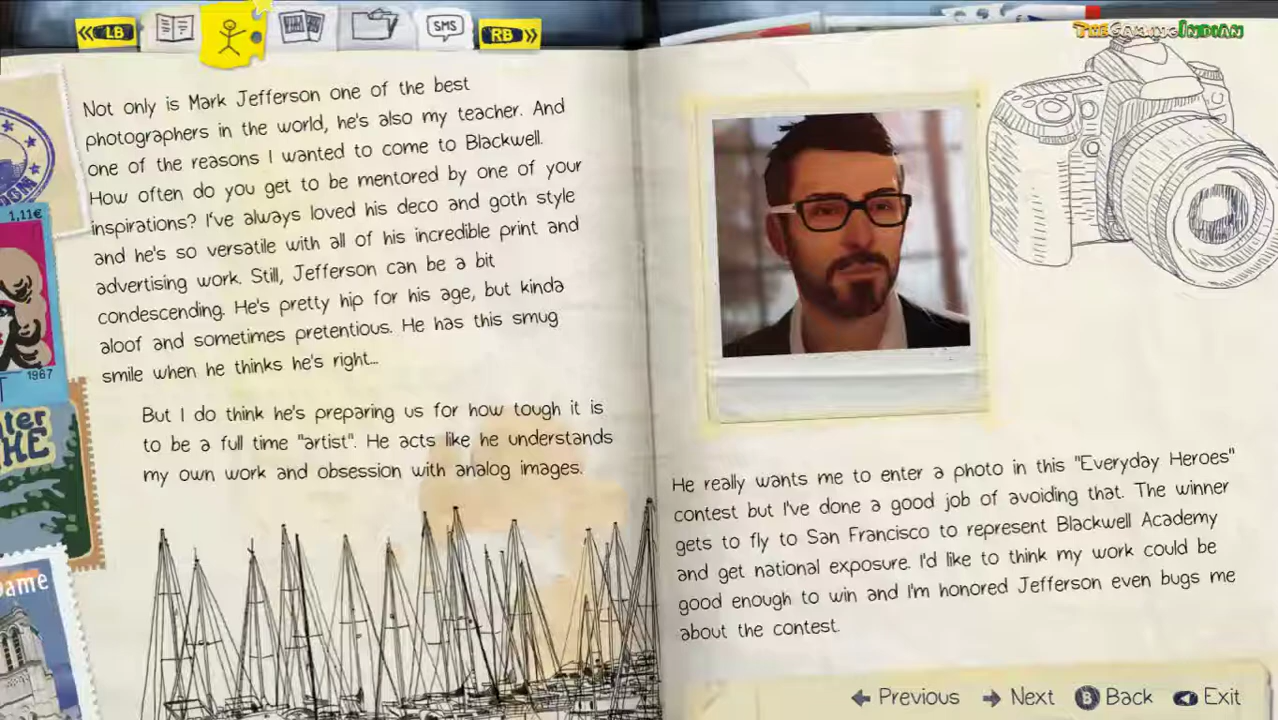 LB
SMS
RB
THEGAMINGINDIAN
Not only is Mark Jefferson one of the best
photographers in the world, he's also my teacher. And
one of the reasons I wanted to come to Blackwell.
How often do you get to be mentored by one of your
inspirations? I've always loved his deco and goth style
and he's so versatile with all of his incredible print and
advertising work. Still, Jefferson can be a bit
condescending. He's pretty hip for his age, but kinda
aloof and sometimes pretentious. He has this smug
smile when he thinks he's right...
But I do think he's preparing us for how tough it is
to be a full time "artist". He acts like he understands
my own work and obsession with analog images.
1,11€
1967
He really wants me to enter a photo in this "Everyday Heroes"
contest but I've done a good job of avoiding that. The winner
gets to fly to San Francisco to represent Blackwell Academy
and get national exposure. I'd like to think my work could be
good enough to win and I'm honored Jefferson even bugs me
about the contest.
Previous
Next
B Back
Exit